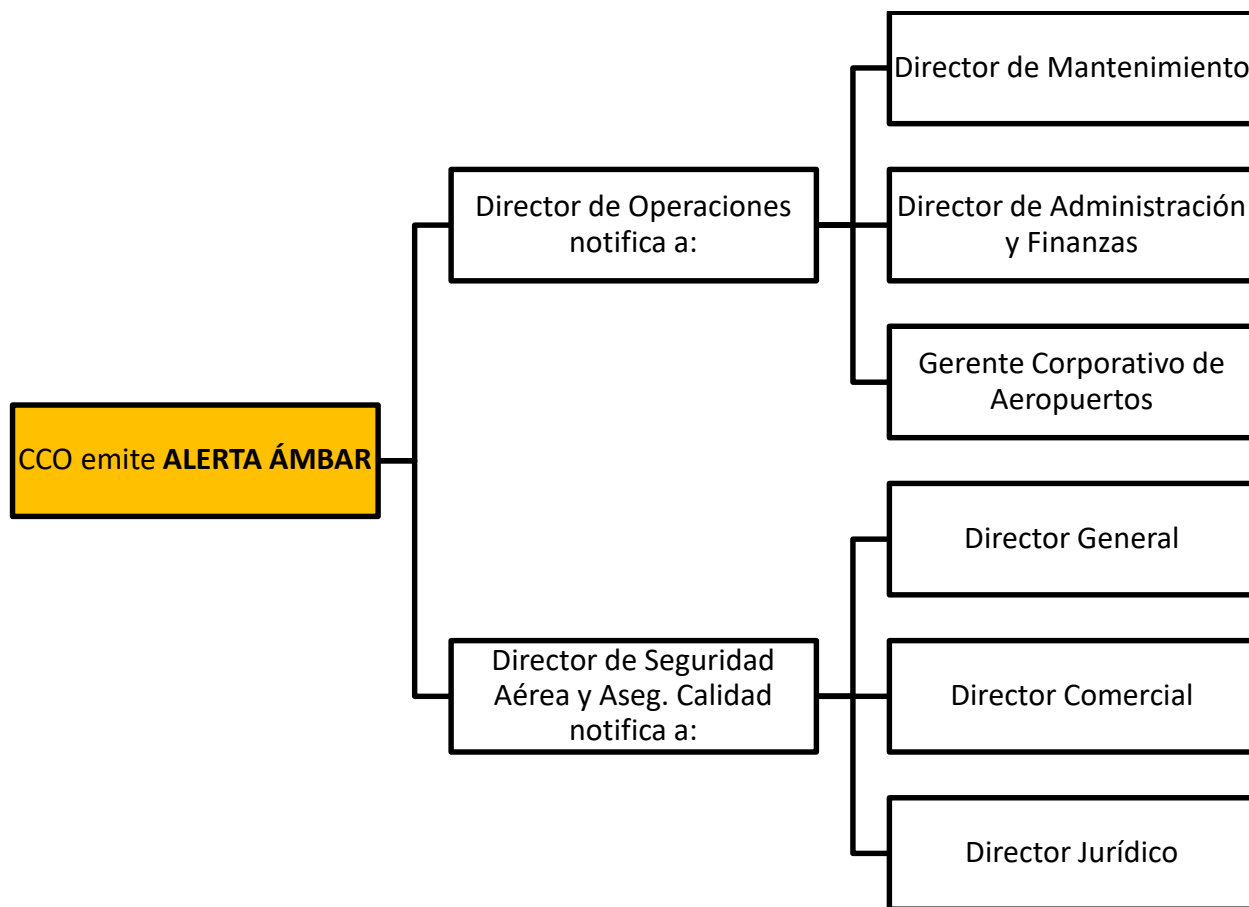 CCO emite ALERTA ÁMBAR
Director de Operaciones
notifica a:
Director de Mantenimiento
Director de Administración
y Finanzas
Gerente Corporativo de
Aeropuertos
Director de Seguridad
Aérea y Aseg. Calidad
notifica a:
Director General
Director Comercial
Director Jurídico